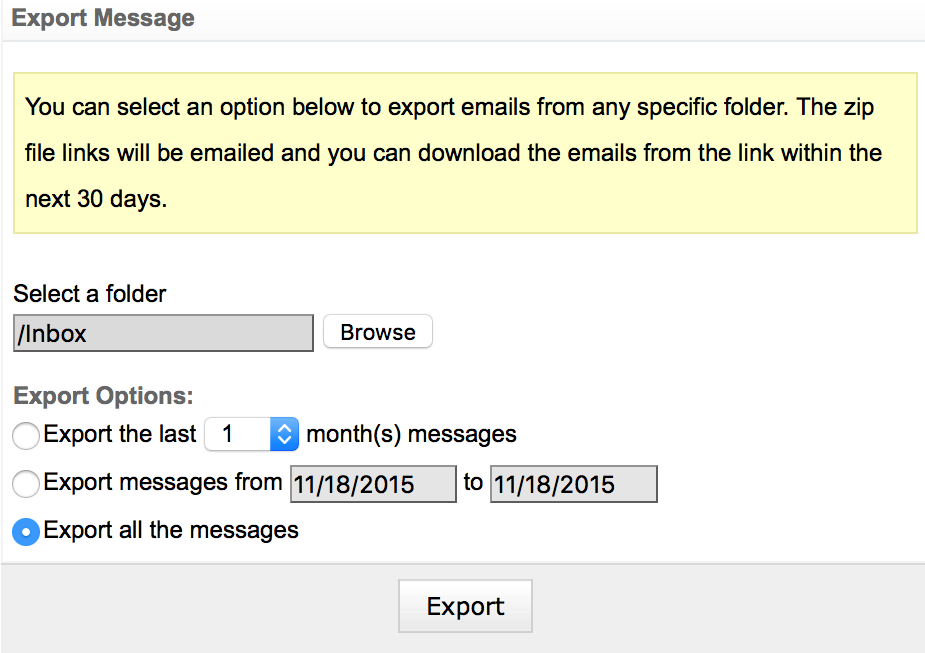 Export Message
You can select an option below to export emails from any specific folder. The zip
file links will be emailed and you can download the emails from the link within the
next 30 days.
Select a folder
/Inbox Browse
Export Options:
Export the last 1 month(s) messages
Export messages from 11/18/2015 to 11/18/2015
Export all the messages
Export